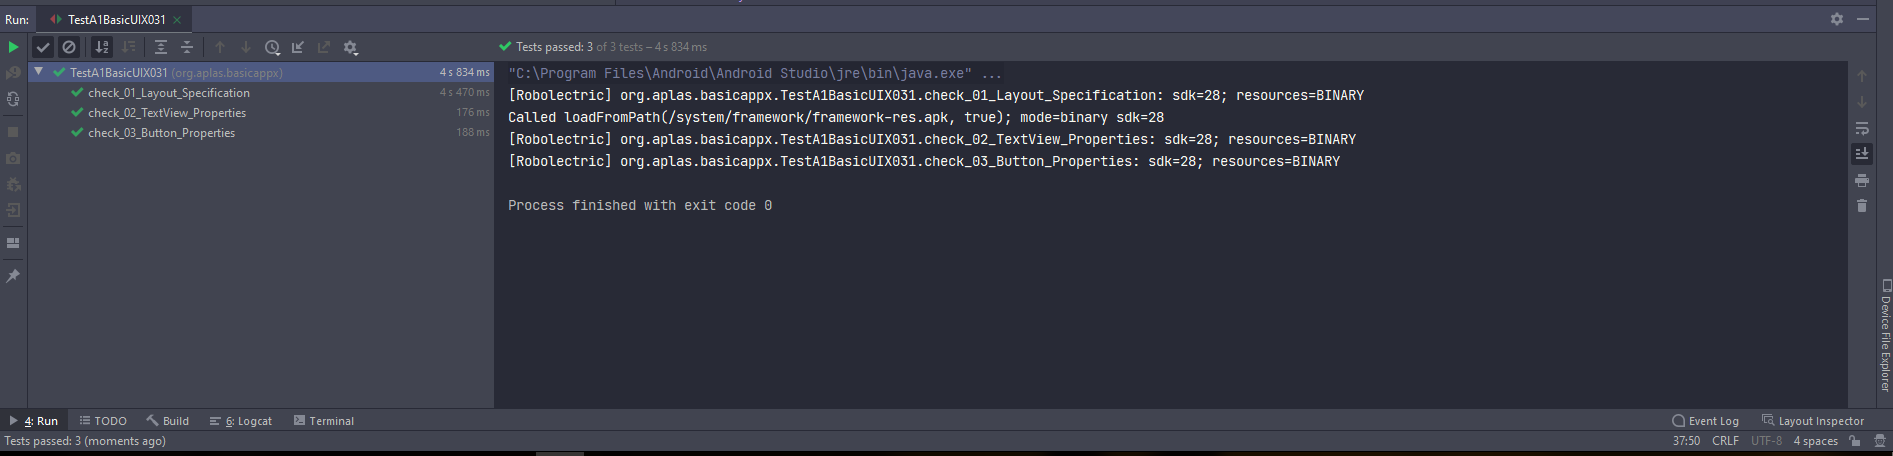 Run: TestA1BasicUIX031
Tests passed: 3 of 3 tests – 4 s 834 ms
TestA1BasicUIX031 (org.aplas.basicappx) 4 s 834 ms
check_01_Layout_Specification 4 s 470 ms
check_02_TextView_Properties 176 ms
check_03_Button_Properties 188 ms
"C:\Program Files\Android\Android Studio\jre\bin\java.exe" ...
[Robolectric] org.aplas.basicappx.TestA1BasicUIX031.check_01_Layout_Specification: sdk=28; resources=BINARY
Called loadFromPath(/system/framework/framework-res.apk, true); mode=binary sdk=28
[Robolectric] org.aplas.basicappx.TestA1BasicUIX031.check_02_TextView_Properties: sdk=28; resources=BINARY
[Robolectric] org.aplas.basicappx.TestA1BasicUIX031.check_03_Button_Properties: sdk=28; resources=BINARY
Process finished with exit code 0
Device File Explorer
4: Run TODO Build 6: Logcat Terminal Event Log Layout Inspector
Tests passed: 3 (moments ago) 37:50 CRLF UTF-8 4 spaces